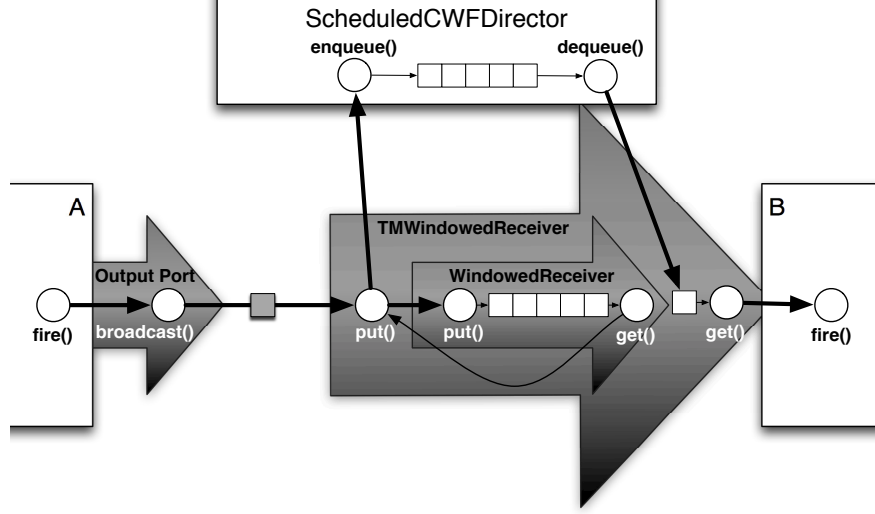 ScheduledCWFDirector
enqueue()
dequeue()
A
B
TMWindowedReceiver
Output Port
WindowedReceiver
fire()
broadcast()
put()
put()
get()
get()
fire()